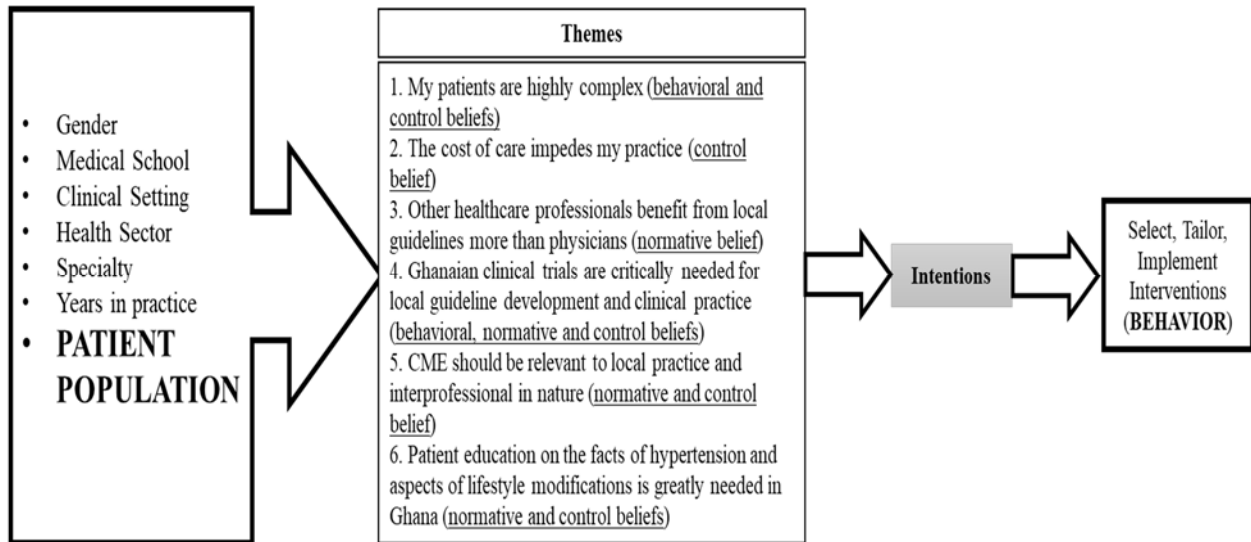 • Gender
• Medical School
• Clinical Setting
• Health Sector
• Specialty
• Years in practice
• PATIENT
POPULATION
Themes
1. My patients are highly complex (behavioral and
control beliefs)
2. The cost of care impedes my practice (control
belief)
3. Other healthcare professionals benefit from local
guidelines more than physicians (normative belief)
4. Ghanaian clinical trials are critically needed for
local guideline development and clinical practice
(behavioral, normative and control beliefs)
5. CME should be relevant to local practice and
interprofessional in nature (normative and control
belief)
6. Patient education on the facts of hypertension and
aspects of lifestyle modifications is greatly needed in
Ghana (normative and control beliefs)
Intentions
Select, Tailor,
Implement
Interventions
(BEHAVIOR)